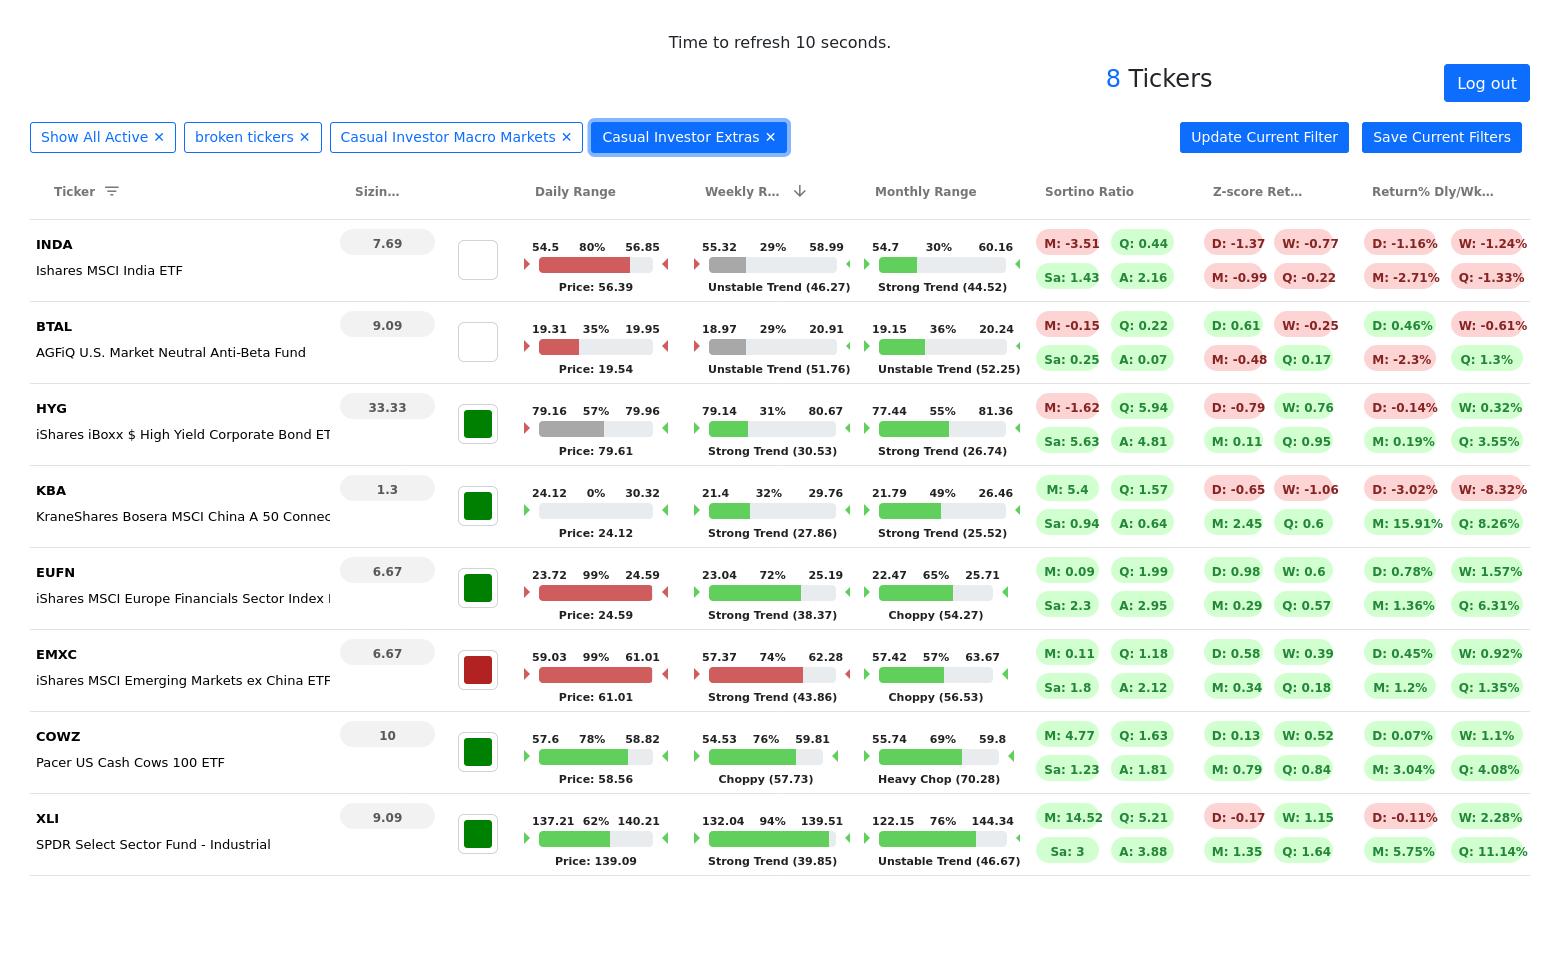 Time to refresh 10 seconds.
8 Tickers
Log out
Show All Active ✕ broken tickers ✕ Casual Investor Macro Markets ✕ Casual Investor Extras ✕ Update Current Filter Save Current Filters
Ticker Sizin… Daily Range Weekly R… Monthly Range Sortino Ratio Z-score Ret… Return% Dly/Wk…
INDA 7.69
Ishares MSCI India ETF
54.5 80% 56.85 55.32 29% 58.99 54.7 30% 60.16
Price: 56.39 Unstable Trend (46.27) Strong Trend (44.52)
M: -3.51 Q: 0.44 D: -1.37 W: -0.77 D: -1.16% W: -1.24%
Sa: 1.43 A: 2.16 M: -0.99 Q: -0.22 M: -2.71% Q: -1.33%
BTAL 9.09
AGFiQ U.S. Market Neutral Anti-Beta Fund
19.31 35% 19.95 18.97 29% 20.91 19.15 36% 20.24
Price: 19.54 Unstable Trend (51.76) Unstable Trend (52.25)
M: -0.15 Q: 0.22 D: 0.61 W: -0.25 D: 0.46% W: -0.61%
Sa: 0.25 A: 0.07 M: -0.48 Q: 0.17 M: -2.3% Q: 1.3%
HYG 33.33
iShares iBoxx $ High Yield Corporate Bond ET
79.16 57% 79.96 79.14 31% 80.67 77.44 55% 81.36
Price: 79.61 Strong Trend (30.53) Strong Trend (26.74)
M: -1.62 Q: 5.94 D: -0.79 W: 0.76 D: -0.14% W: 0.32%
Sa: 5.63 A: 4.81 M: 0.11 Q: 0.95 M: 0.19% Q: 3.55%
KBA 1.3
KraneShares Bosera MSCI China A 50 Connec
24.12 0% 30.32 21.4 32% 29.76 21.79 49% 26.46
Price: 24.12 Strong Trend (27.86) Strong Trend (25.52)
M: 5.4 Q: 1.57 D: -0.65 W: -1.06 D: -3.02% W: -8.32%
Sa: 0.94 A: 0.64 M: 2.45 Q: 0.6 M: 15.91% Q: 8.26%
EUFN 6.67
iShares MSCI Europe Financials Sector Index
23.72 99% 24.59 23.04 72% 25.19 22.47 65% 25.71
Price: 24.59 Strong Trend (38.37) Choppy (54.27)
M: 0.09 Q: 1.99 D: 0.98 W: 0.6 D: 0.78% W: 1.57%
Sa: 2.3 A: 2.95 M: 0.29 Q: 0.57 M: 1.36% Q: 6.31%
EMXC 6.67
iShares MSCI Emerging Markets ex China ETF
59.03 99% 61.01 57.37 74% 62.28 57.42 57% 63.67
Price: 61.01 Strong Trend (43.86) Choppy (56.53)
M: 0.11 Q: 1.18 D: 0.58 W: 0.39 D: 0.45% W: 0.92%
Sa: 1.8 A: 2.12 M: 0.34 Q: 0.18 M: 1.2% Q: 1.35%
COWZ 10
Pacer US Cash Cows 100 ETF
57.6 78% 58.82 54.53 76% 59.81 55.74 69% 59.8
Price: 58.56 Choppy (57.73) Heavy Chop (70.28)
M: 4.77 Q: 1.63 D: 0.13 W: 0.52 D: 0.07% W: 1.1%
Sa: 1.23 A: 1.81 M: 0.79 Q: 0.84 M: 3.04% Q: 4.08%
XLI 9.09
SPDR Select Sector Fund - Industrial
137.21 62% 140.21 132.04 94% 139.51 122.15 76% 144.34
Price: 139.09 Strong Trend (39.85) Unstable Trend (46.67)
M: 14.52 Q: 5.21 D: -0.17 W: 1.15 D: -0.11% W: 2.28%
Sa: 3 A: 3.88 M: 1.35 Q: 1.64 M: 5.75% Q: 11.14%